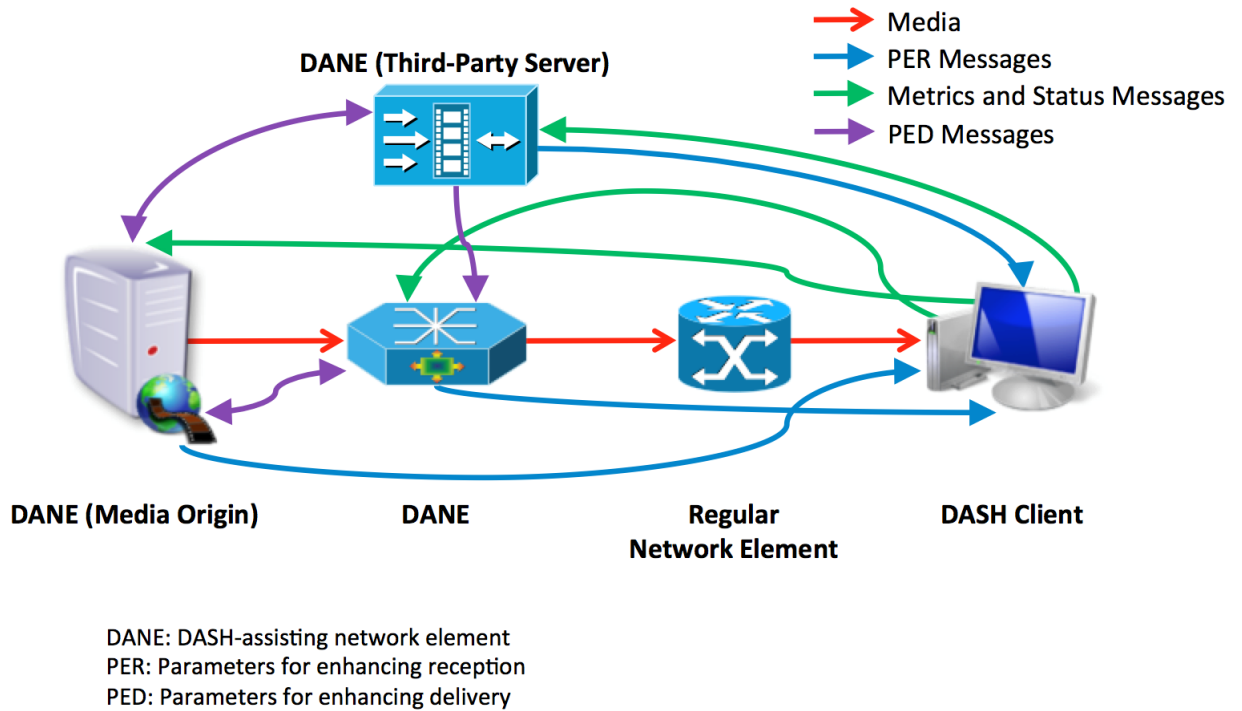 Media
PER Messages
Metrics and Status Messages
PED Messages
DANE (Third-Party Server)
DANE (Media Origin)
DANE
Regular
Network Element
DASH Client
DANE: DASH-assisting network element
PER: Parameters for enhancing reception
PED: Parameters for enhancing delivery